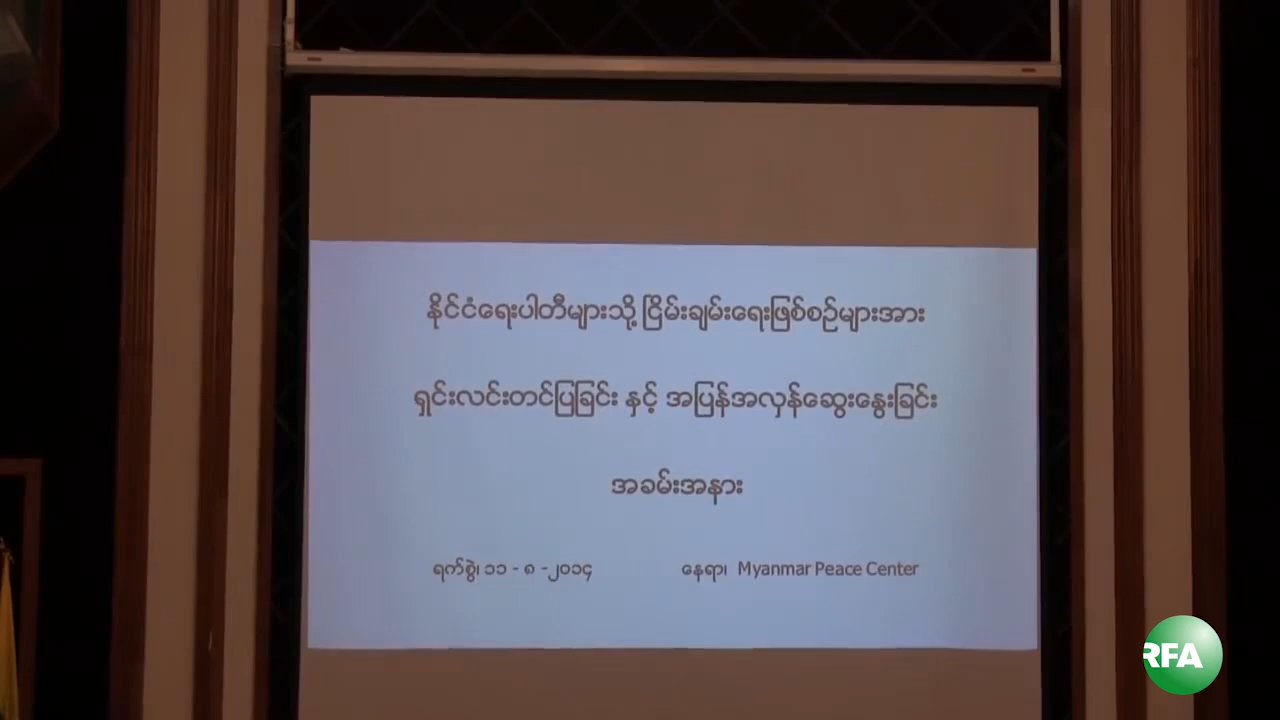 နိုင်ငံရေးပါတီများသို့ ငြိမ်းချမ်းရေးဖြစ်စဉ်များအား
ရှင်းလင်းတင်ပြခြင်း နှင့် အပြန်အလှန်ဆွေးနွေးခြင်း
အခမ်းအနား
ရက်စွဲ၊ ၁၁ - ၈ -၂၀၁၄ နေရာ၊ Myanmar Peace Center
RFA